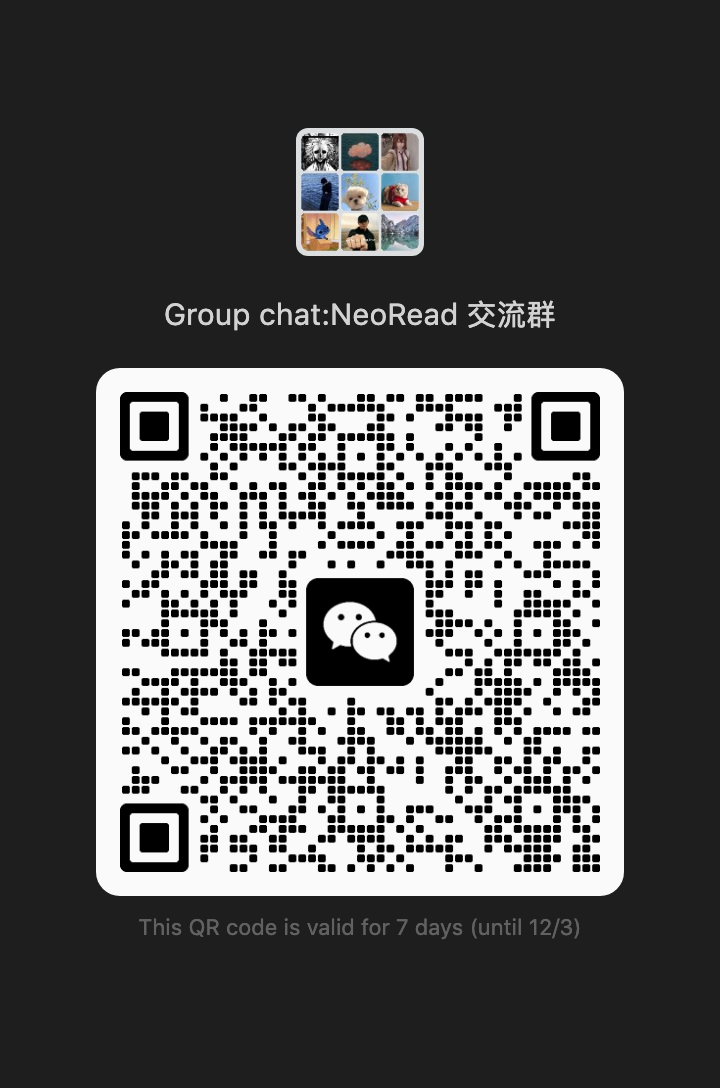 Group chat:NeoRead 交流群
This QR code is valid for 7 days (until 12/3)